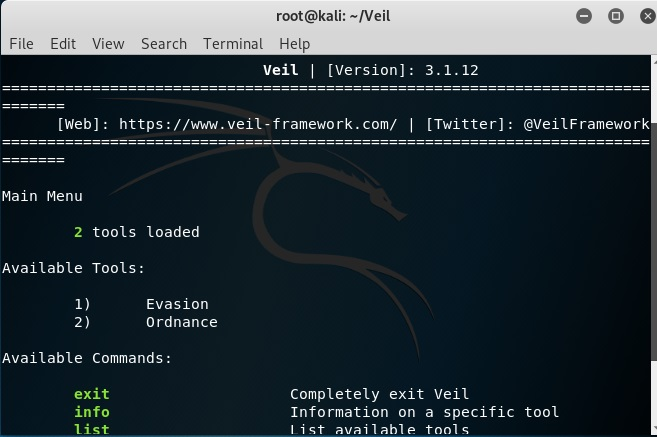 root@kali: ~/Veil
File Edit View Search Terminal Help
Veil | [Version]: 3.1.12
========================================================================
=======
[Web]: https://www.veil-framework.com/ | [Twitter]: @VeilFramework
========================================================================
=======
Main Menu
2 tools loaded
Available Tools:
1) Evasion
2) Ordnance
Available Commands:
exit Completely exit Veil
info Information on a specific tool
list List available tools